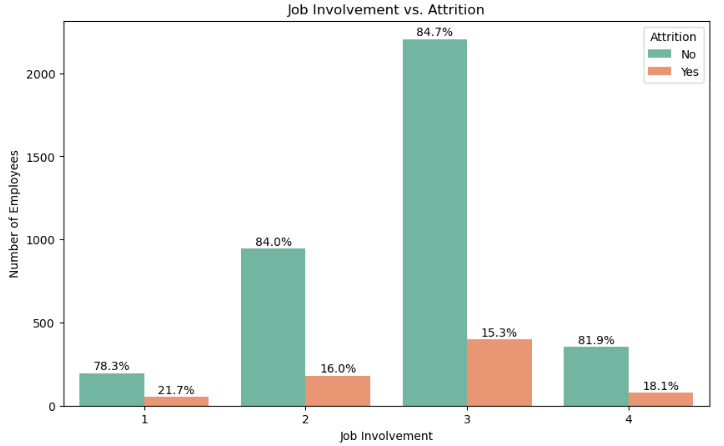 Job Involvement vs. Attrition
84.7%
Attrition
No
Yes
2000
1500
Number of Employees
1000
84.0%
500
15.3%
78.3%
16.0%
81.9%
21.7%
18.1%
0
1
2
3
4
Job Involvement